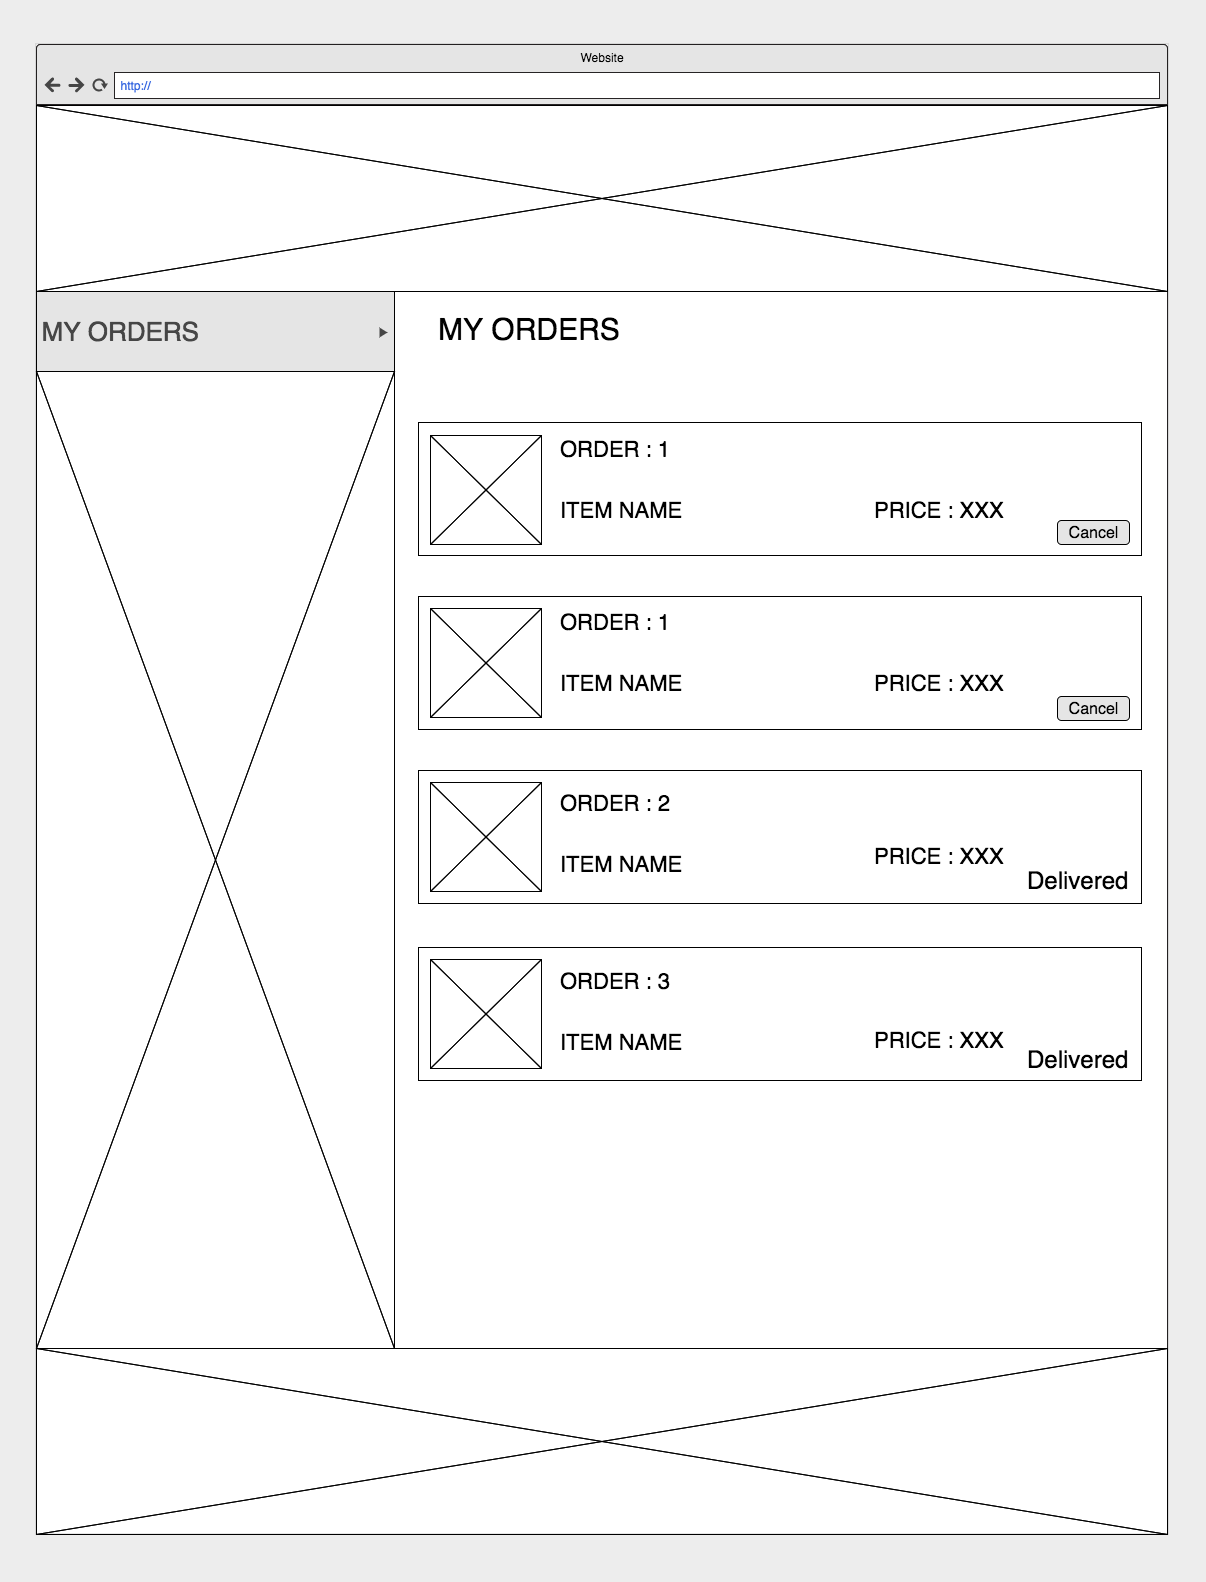 Website
http://
MY ORDERS
MY ORDERS
ORDER : 1
ITEM NAME
PRICE : XXX
Cancel
ORDER : 1
ITEM NAME
PRICE : XXX
Cancel
ORDER : 2
ITEM NAME
PRICE : XXX
Delivered
ORDER : 3
ITEM NAME
PRICE : XXX
Delivered